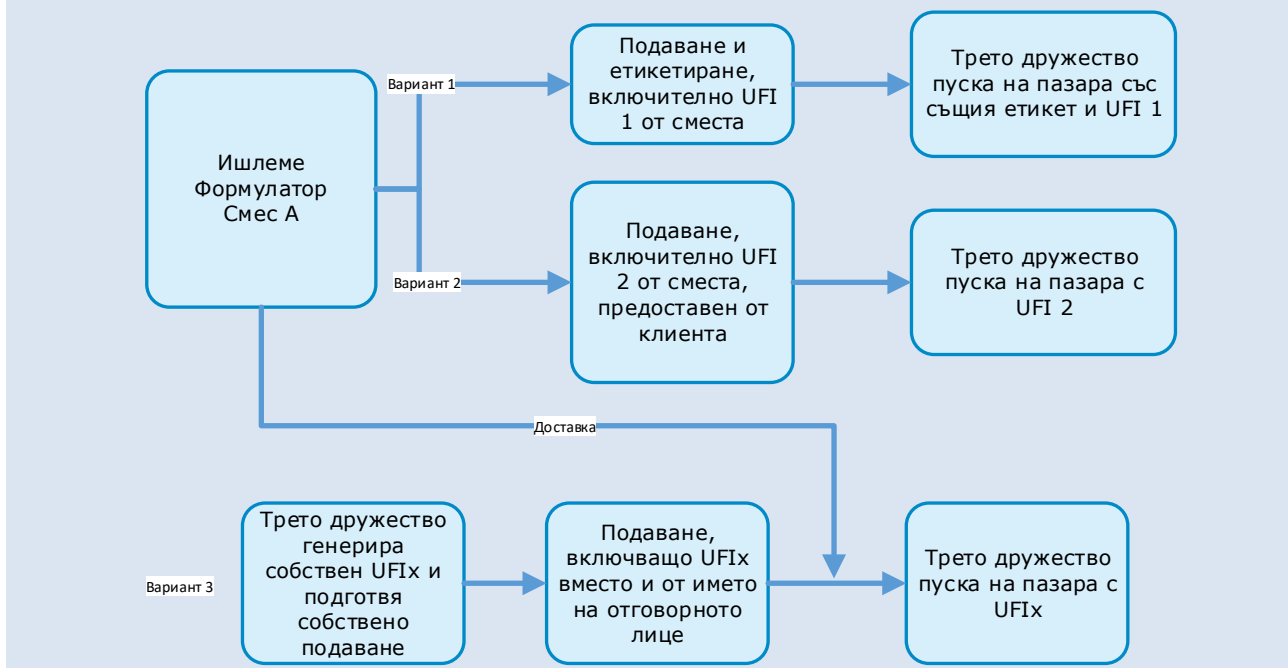 Ишлеме
Формулатор
Смес А
Вариант 1
Подаване и
етикетиране,
включително UFI
1 от сместа
Трето дружество
пуска на пазара със
същия етикет и UFI 1
Вариант 2
Подаване,
включително UFI
2 от сместа,
предоставен от
клиента
Трето дружество
пуска на пазара с
UFI 2
Доставка
Вариант 3
Трето дружество
генерира
собствен UFIx и
подготвя
собствено
подаване
Подаване,
включващо UFIx
вместо и от името
на отговорното
лице
Трето дружество
пуска на пазара с
UFIx